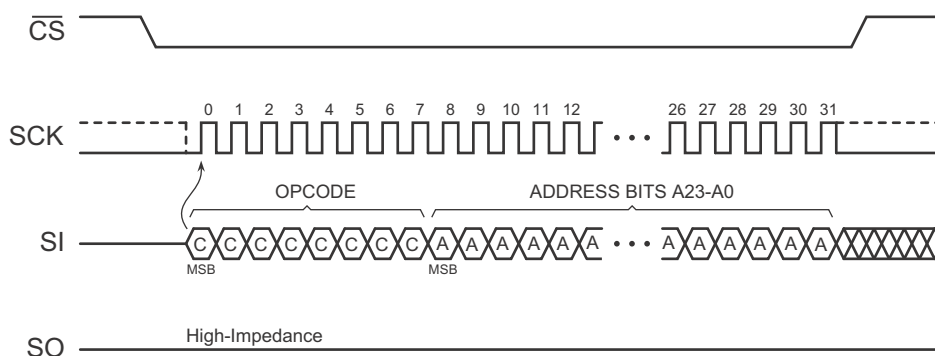 CS
0 1 2 3 4 5 6 7 8 9 10 11 12 26 27 28 29 30 31
SCK • • •
OPCODE ADDRESS BITS A23-A0
SI C C C C C C C C A A A A A A • • • A A A A A A
MSB MSB
High-Impedance
SO